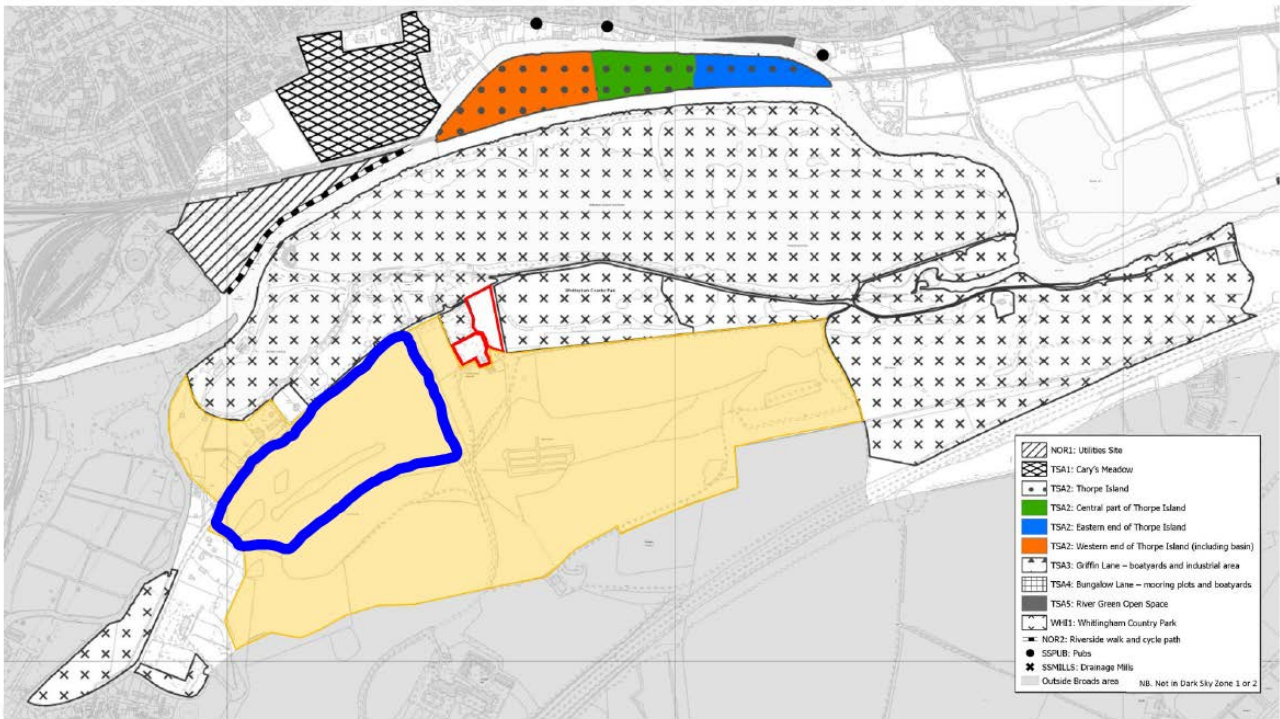 Whitlingham Country Park
NOR1: Utilities Site
TSA1: Cary's Meadow
TSA2: Thorpe Island
TSA2: Central part of Thorpe Island
TSA2: Eastern end of Thorpe Island
TSA2: Western end of Thorpe Island (including basin)
TSA3: Griffin Lane – boatyards and industrial area
TSA4: Bungalow Lane – mooring plots and boatyards
TSA5: River Green Open Space
WHI1: Whitlingham Country Park
NOR2: Riverside walk and cycle path
SSPUB: Pubs
SSMILLS: Drainage Mills
Outside Broads area
NB. Not in Dark Sky Zone 1 or 2